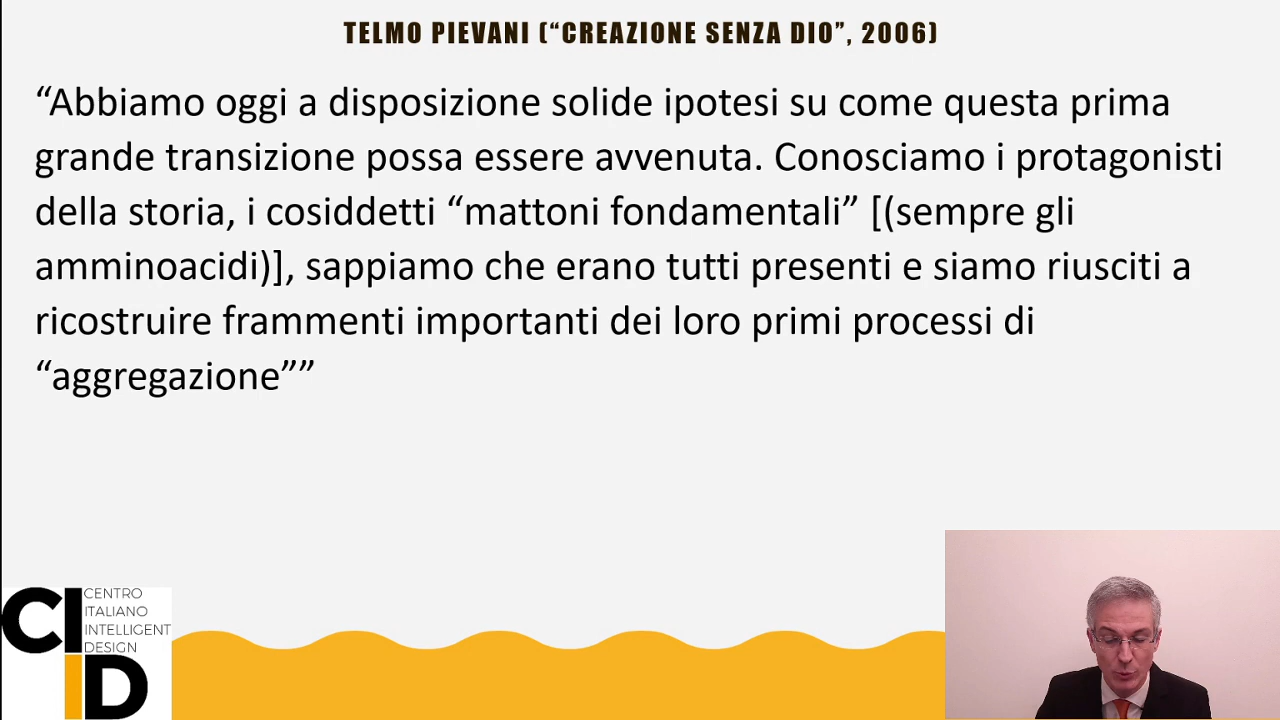 TELMO PIEVANI (“CREAZIONE SENZA DIO”, 2006)
“Abbiamo oggi a disposizione solide ipotesi su come questa prima
grande transizione possa essere avvenuta. Conosciamo i protagonisti
della storia, i cosiddetti “mattoni fondamentali” [(sempre gli
amminoacidi)], sappiamo che erano tutti presenti e siamo riusciti a
ricostruire frammenti importanti dei loro primi processi di
“aggregazione””
CIID
CENTRO
ITALIANO
INTELLIGENT
DESIGN